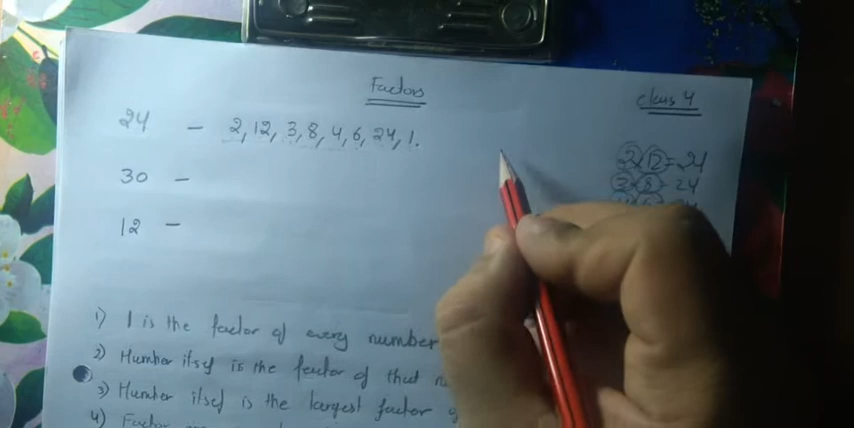 Factors
Class 4
24 - 2, 12, 3, 8, 4, 6, 24, 1.
2×12=24
3×8=24
30 -
12 -
1) 1 is the factor of every number
2) Number itself is the factor of that
3) Number itself is the largest factor
4) Factor